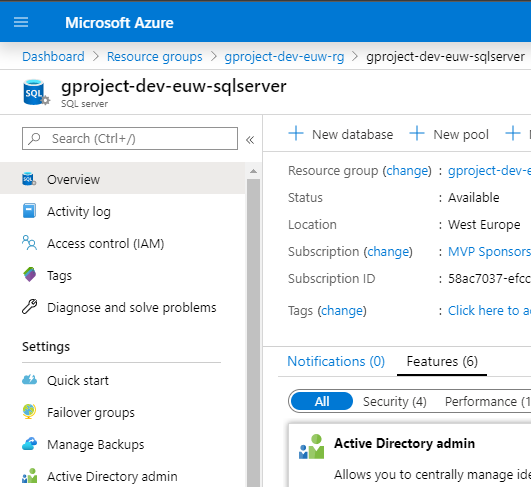 Microsoft Azure
Dashboard > Resource groups > gproject-dev-euw-rg > gproject-dev-euw-sqlserver
gproject-dev-euw-sqlserver
SQL server
Search (Ctrl+/)
Overview
Activity log
Access control (IAM)
Tags
Diagnose and solve problems
Settings
Quick start
Failover groups
Manage Backups
Active Directory admin
New database
New pool
Resource group (change) : gproject-dev-e
Status : Available
Location : West Europe
Subscription (change) : MVP Sponsors
Subscription ID : 58ac7037-efcc
Tags (change) : Click here to a
Notifications (0) Features (6)
All Security (4) Performance (1
Active Directory admin
Allows you to centrally manage ide